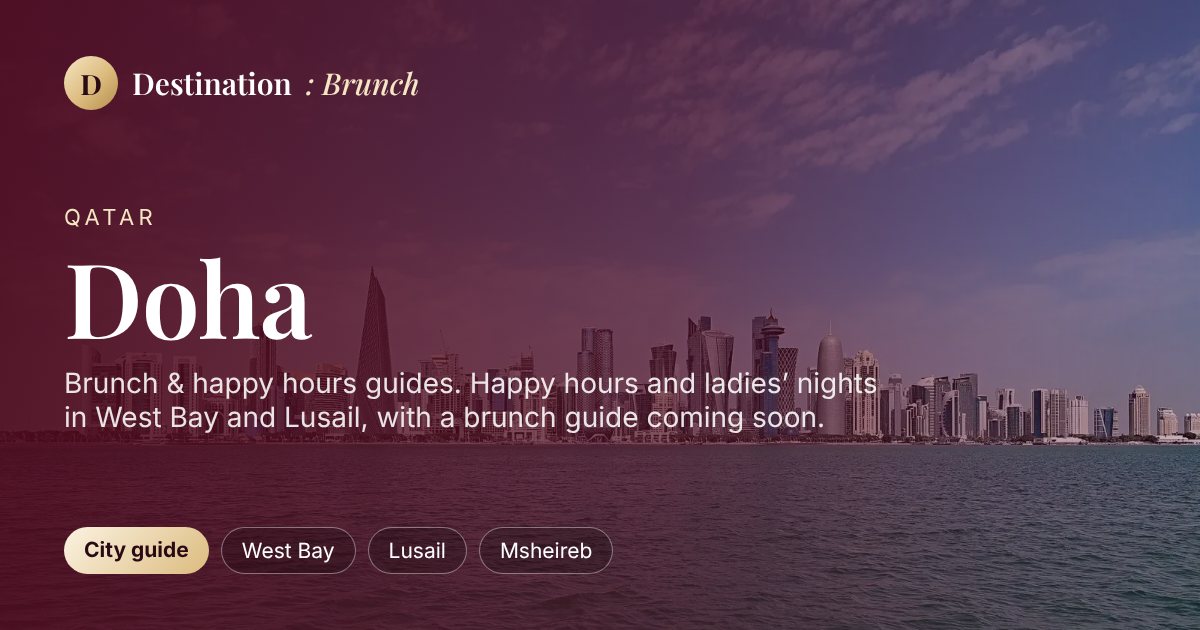 D Destination : Brunch
QATAR
Doha
Brunch & happy hours guides. Happy hours and ladies’ nights
in West Bay and Lusail, with a brunch guide coming soon.
City guide West Bay Lusail Msheireb